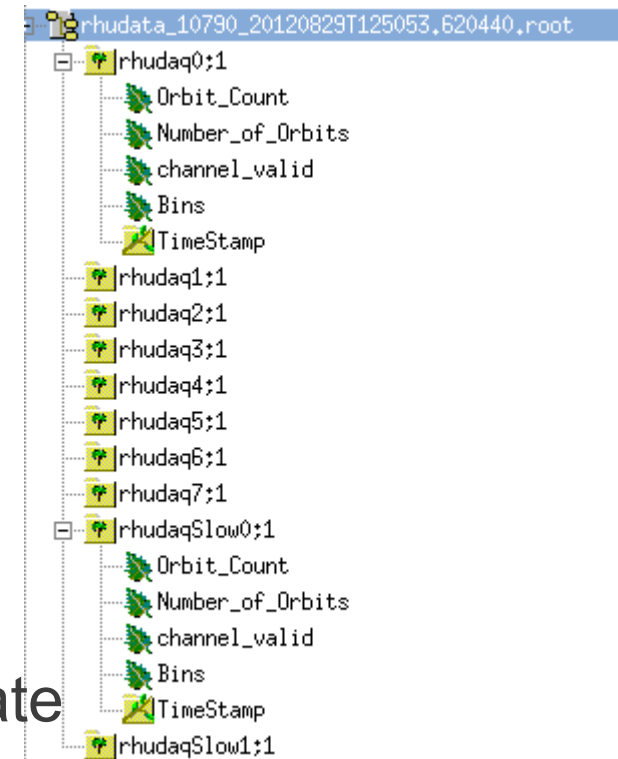 rhudata_10790_20120829T125053.620440.root
rhudaq0;1
Orbit_Count
Number_of_Orbits
channel_valid
Bins
TimeStamp
rhudaq1;1
rhudaq2;1
rhudaq3;1
rhudaq4;1
rhudaq5;1
rhudaq6;1
rhudaq7;1
rhudaqSlow0;1
Orbit_Count
Number_of_Orbits
channel_valid
Bins
ate
TimeStamp
rhudaqSlow1;1